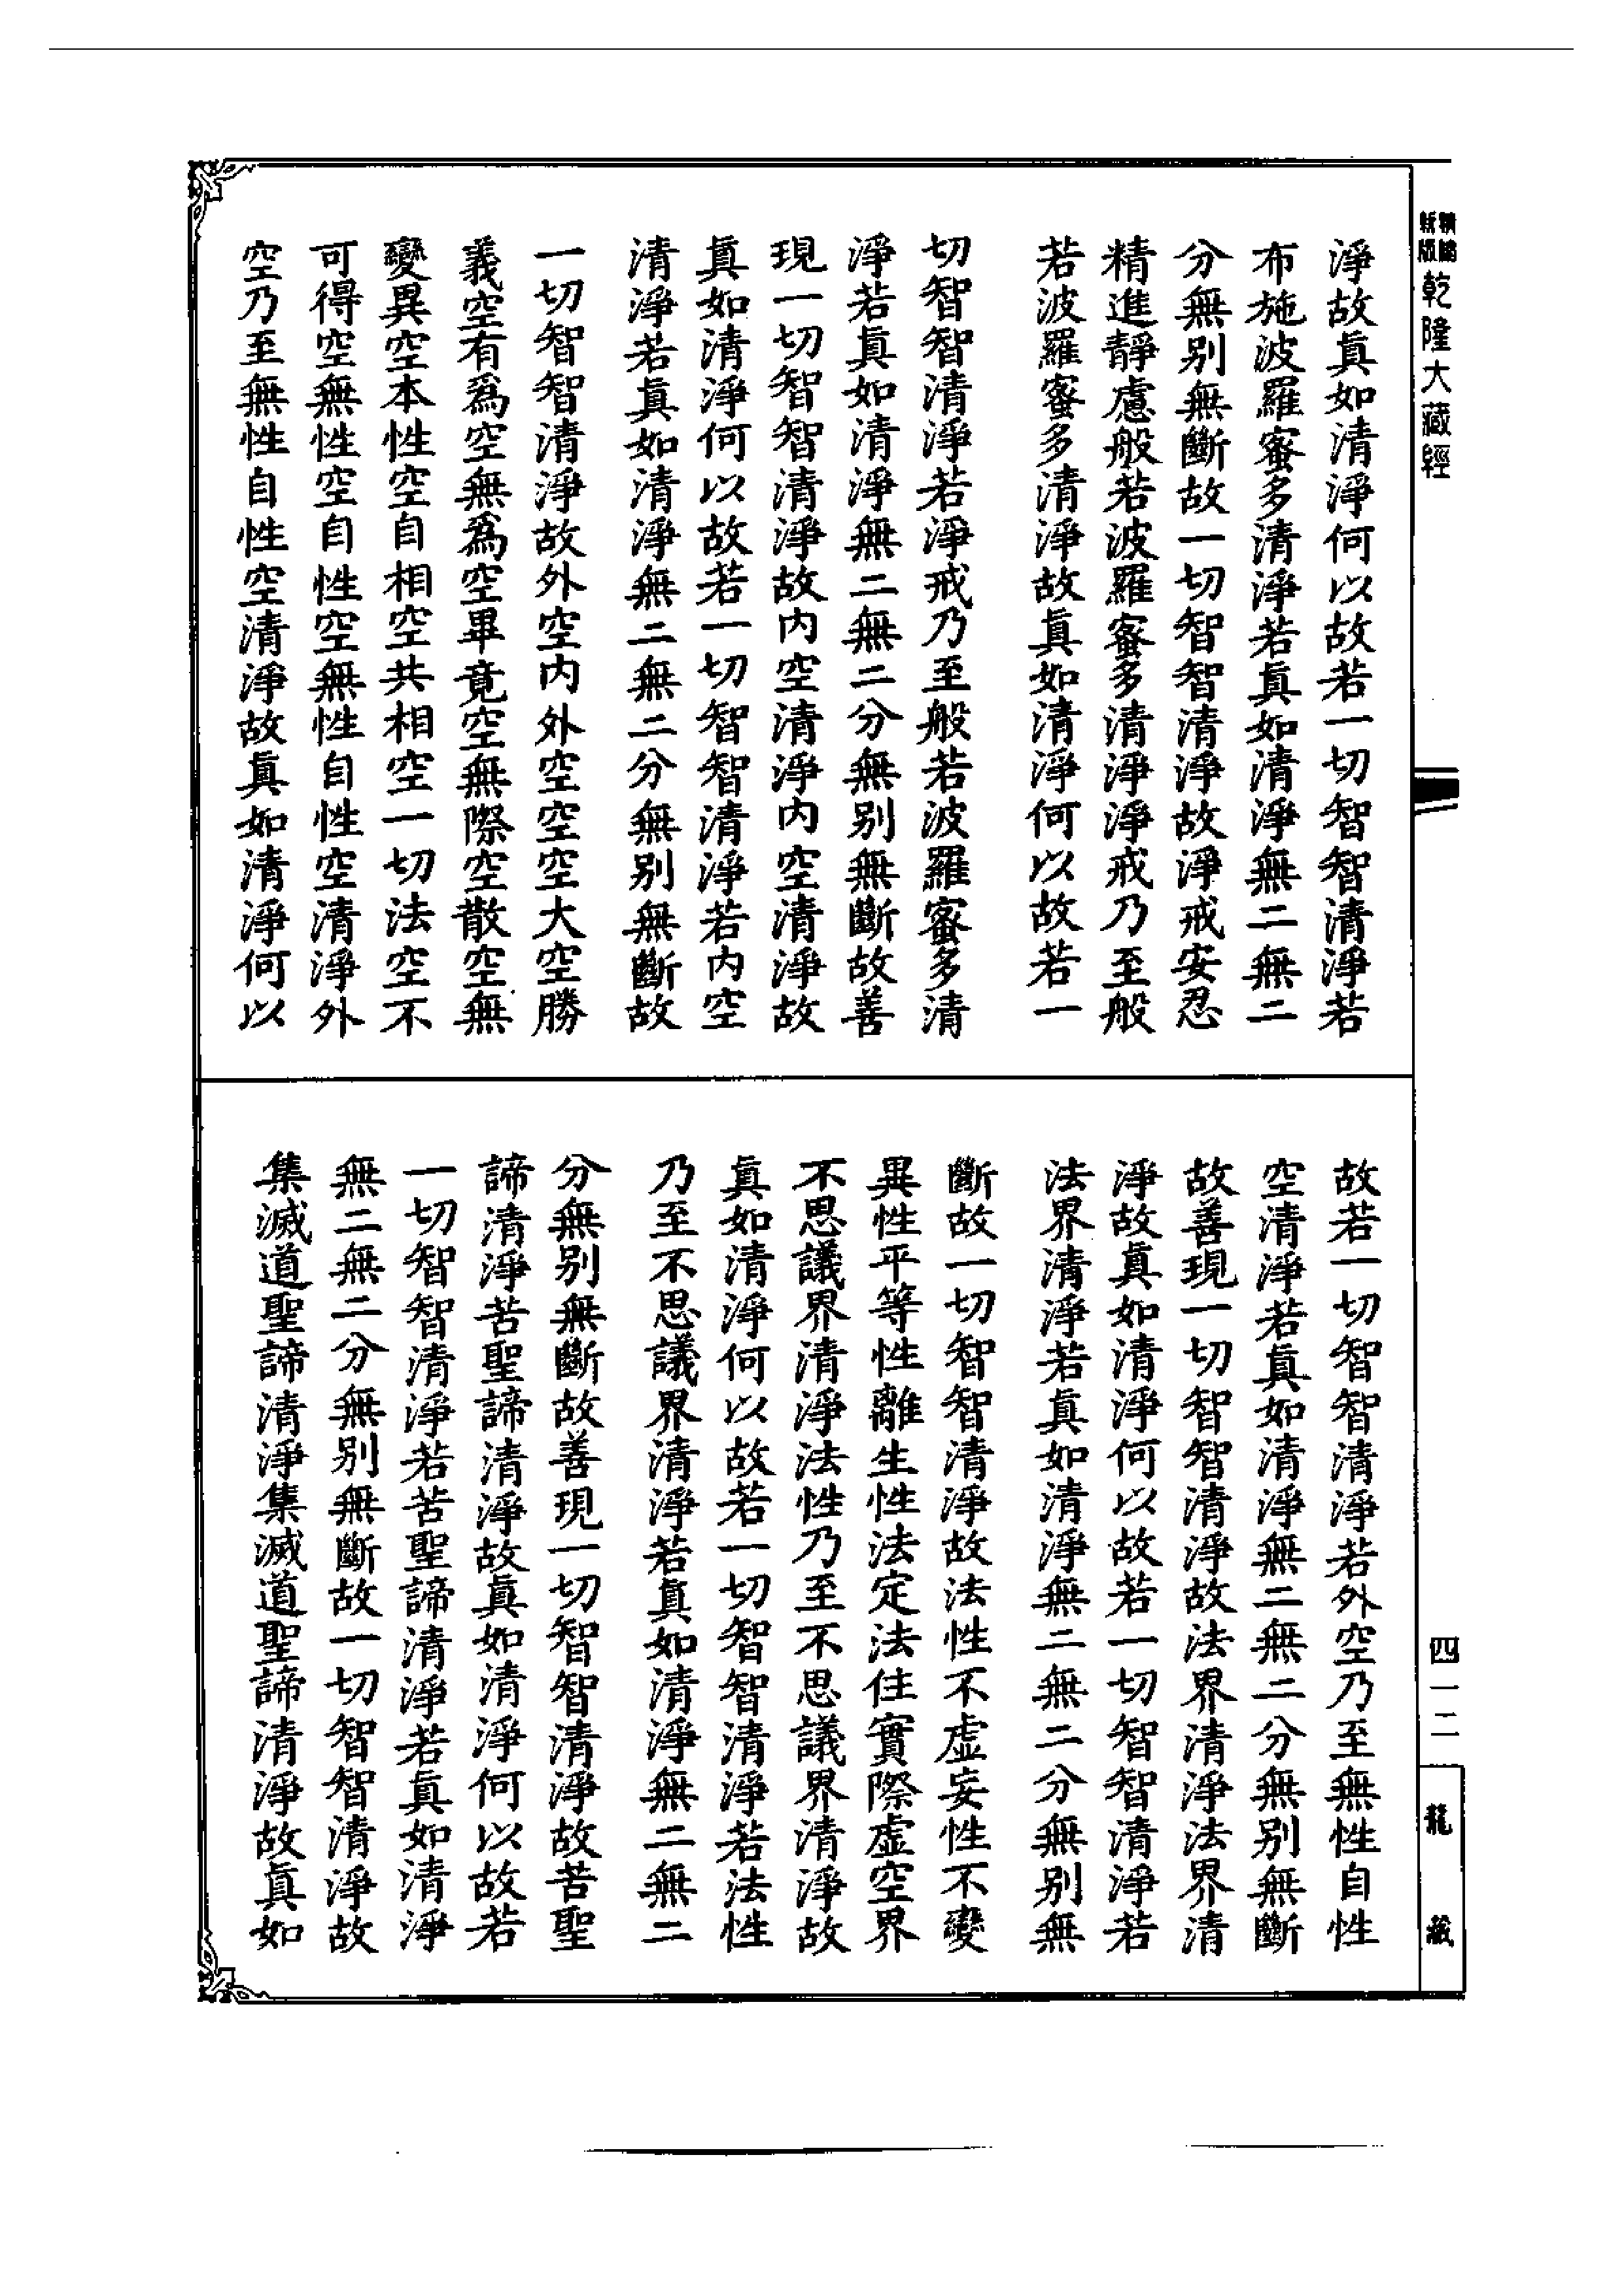 新版精縮乾隆大藏經
淨故真如清淨何以故若一切智智清淨若
布施波羅蜜多清淨若真如清淨無二無二
分無別無斷故一切智智清淨故淨戒安忍
精進靜慮般若波羅蜜多清淨淨戒乃至般
若波羅蜜多清淨故真如清淨何以故若一
切智智清淨若淨戒乃至般若波羅蜜多清
淨若真如清淨無二無二分無別無斷故善
現一切智智清淨故内空清淨内空清淨故
真如清淨何以故若一切智智清淨若内空
清淨若真如清淨無二無二分無別無斷故
一切智智清淨故外空内外空空空大空勝
義空有為空無為空畢竟空無際空散空無
變異空本性空自相空共相空一切法空不
可得空無性空自性空無性自性空清淨外
空乃至無性自性空清淨故真如清淨何以
故若一切智智清淨若外空乃至無性自性
空清淨若真如清淨無二無二分無別無斷
故善現一切智智清淨故法界清淨法界清
淨故真如清淨何以故若一切智智清淨若
法界清淨若真如清淨無二無二分無別無
斷故一切智智清淨故法性不虛妄性不變
異性平等性離生性法定法住實際虛空界
不思議界清淨法性乃至不思議界清淨故
真如清淨何以故若一切智智清淨若法性
乃至不思議界清淨若真如清淨無二無二
分無別無斷故善現一切智智清淨故苦聖
諦清淨苦聖諦清淨故真如清淨何以故若
一切智智清淨若苦聖諦清淨若真如清淨
無二無二分無別無斷故一切智智清淨故
集滅道聖諦清淨集滅道聖諦清淨故真如
四一二
龍藏